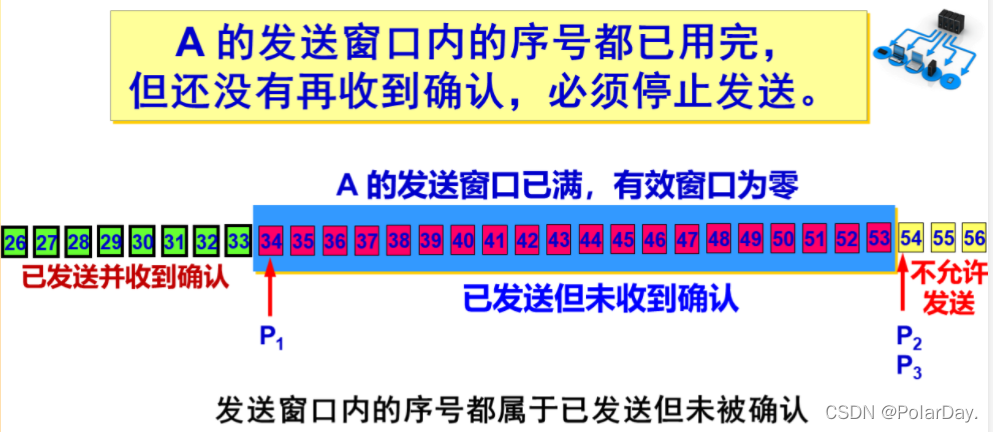 A 的发送窗口内的序号都已用完，
但还没有再收到确认，必须停止发送。
A 的发送窗口已满，有效窗口为零
26 27 28 29 30 31 32 33 34 35 36 37 38 39 40 41 42 43 44 45 46 47 48 49 50 51 52 53 54 55 56
已发送并收到确认
已发送但未收到确认
不允许
发送
P1
P2
P3
发送窗口内的序号都属于已发送但未被确认
CSDN @PolarDay.